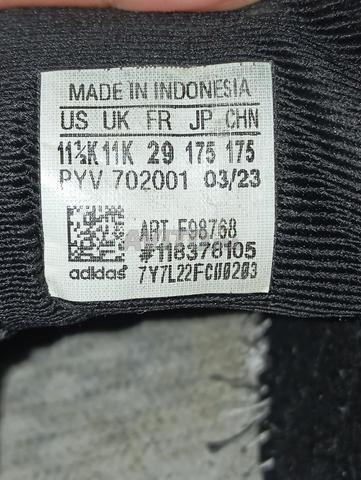 MADE IN INDONESIA
US UK FR JP CHN
11½K 11K 29 175 175
PYV 702001 03/23
ART F98768
#118378105
adidas 7Y7L22FCU0203